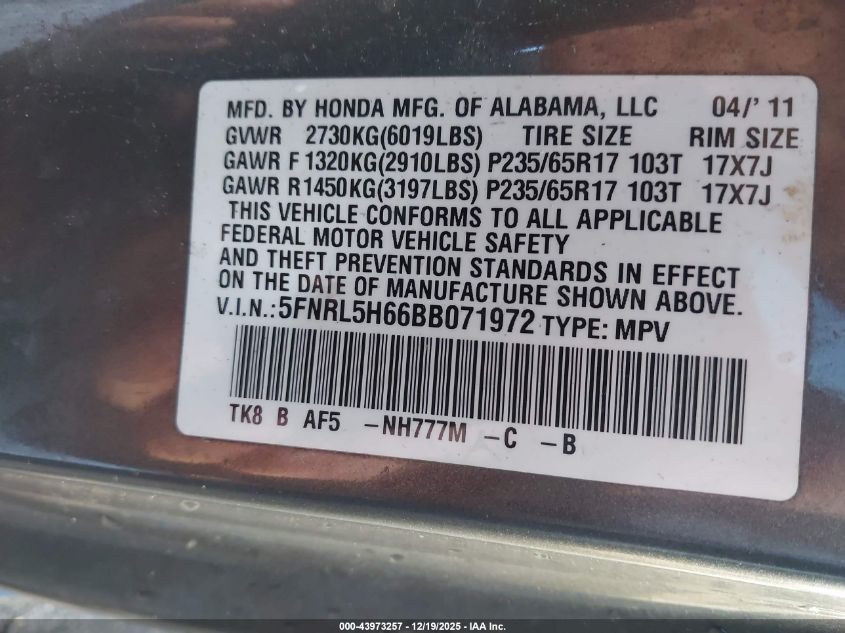 MFD. BY HONDA MFG. OF ALABAMA, LLC 04/' 11
GVWR 2730KG(6019LBS) TIRE SIZE RIM SIZE
GAWR F 1320KG(2910LBS) P235/65R17 103T 17X7J
GAWR R1450KG(3197LBS) P235/65R17 103T 17X7J
THIS VEHICLE CONFORMS TO ALL APPLICABLE
FEDERAL MOTOR VEHICLE SAFETY
AND THEFT PREVENTION STANDARDS IN EFFECT
ON THE DATE OF MANUFACTURE SHOWN ABOVE.
V.I.N.:5FNRL5H66BB071972 TYPE: MPV
TK8 B AF5 -NH777M -C -B
000-43973257 - 12/19/2025 - IAA Inc.